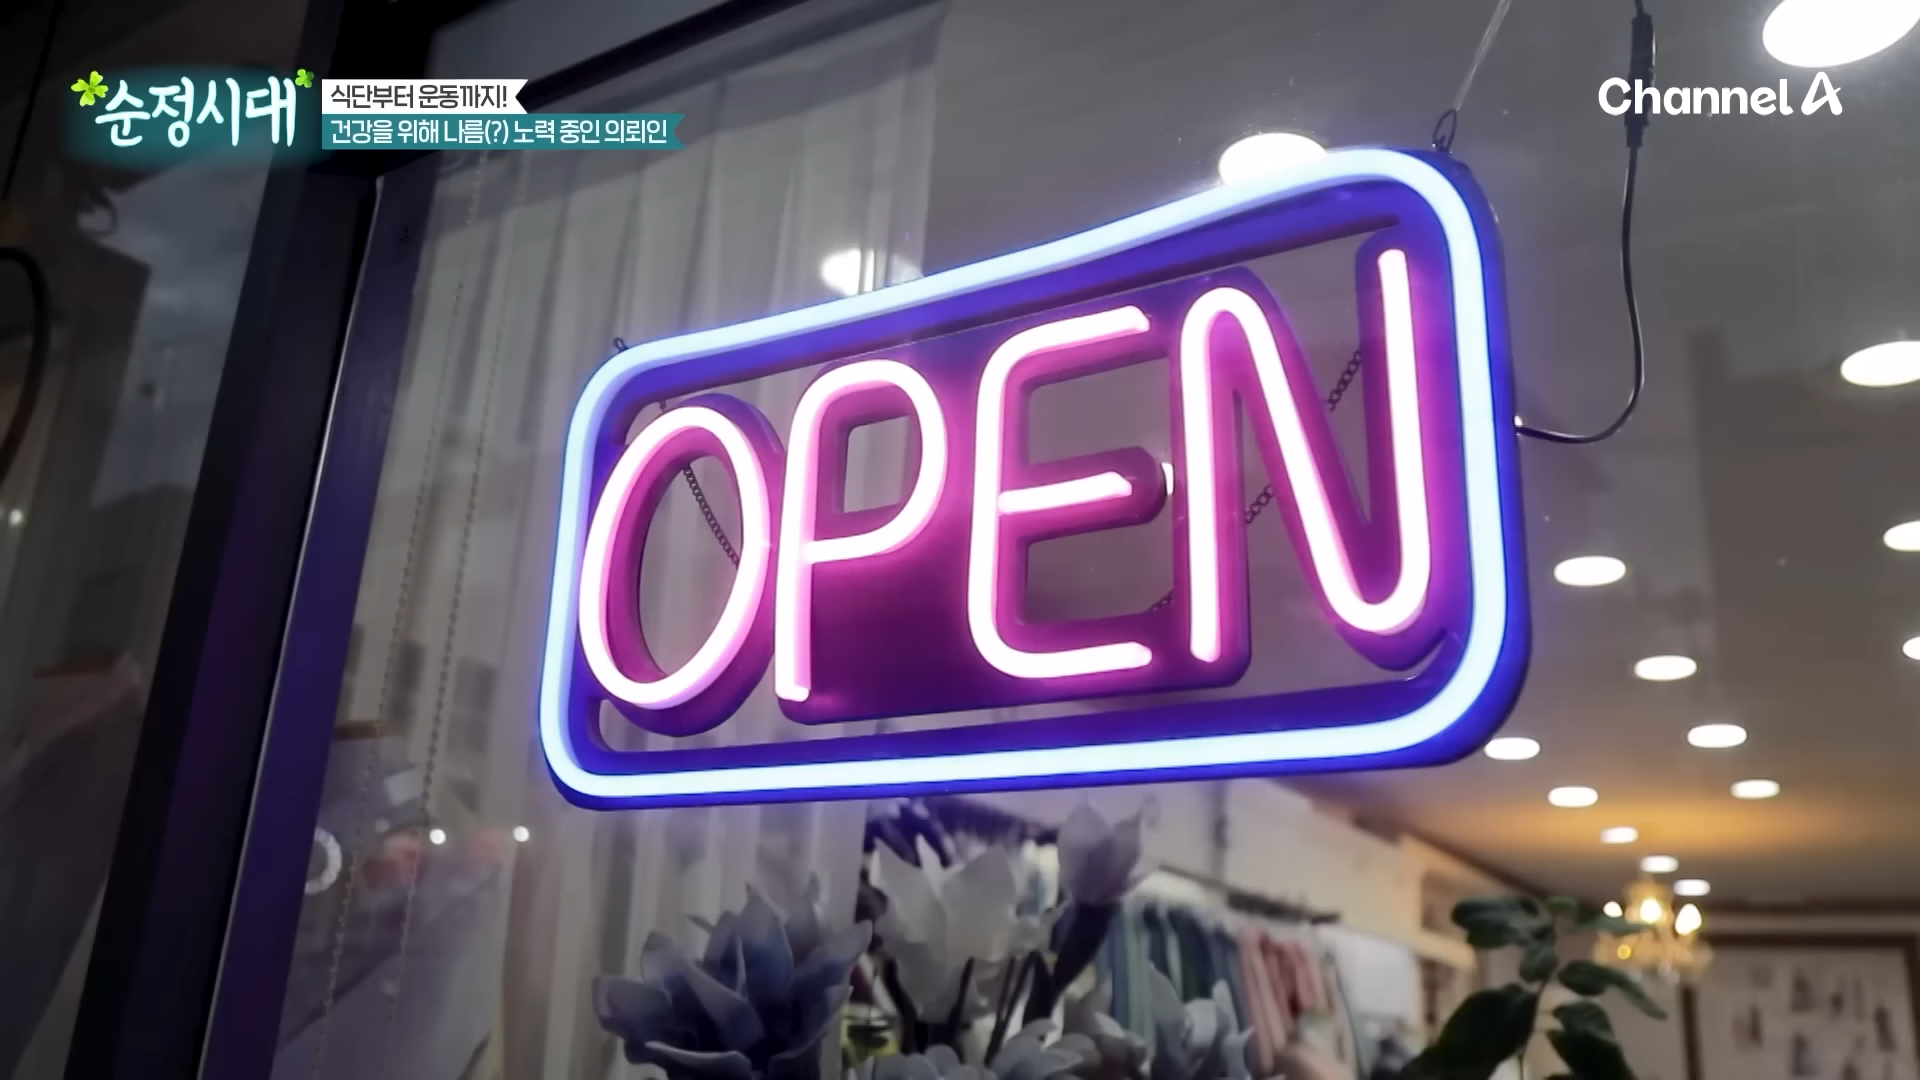 순정시대
식단부터 운동까지!
건강을 위해 나름(?) 노력 중인 의뢰인
Channel A
OPEN